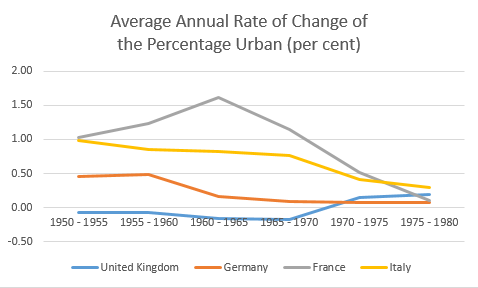 Average Annual Rate of Change of
the Percentage Urban (per cent)
2.00
1.50
1.00
0.50
0.00
-0.50
1950 - 1955 1955 - 1960 1960 - 1965 1965 - 1970 1970 - 1975 1975 - 1980
United Kingdom Germany France Italy